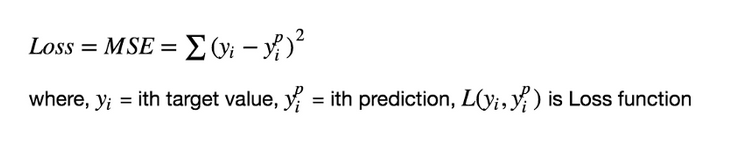 Loss = MSE = ∑ (yᵢ − yᵢᵖ)²
where, yᵢ = ith target value, yᵢᵖ = ith prediction, L(yᵢ, yᵢᵖ) is Loss function